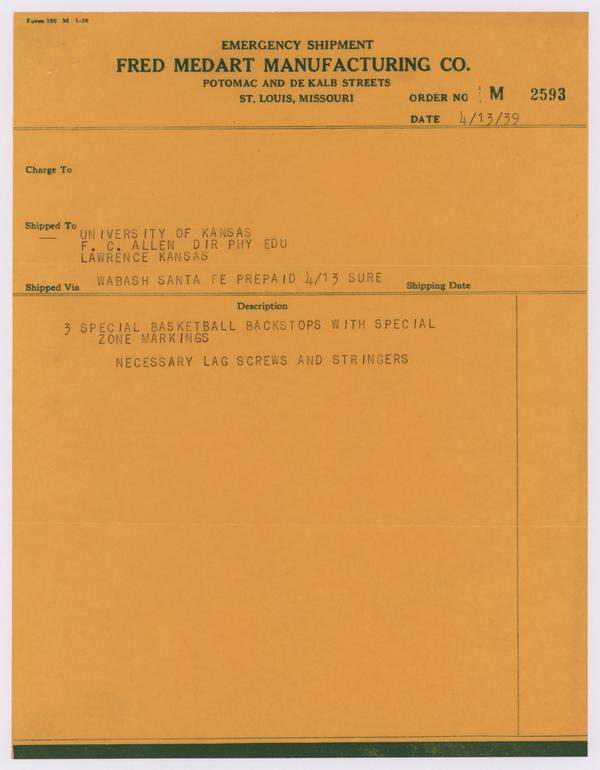 Form 195 M 1-39
EMERGENCY SHIPMENT
FRED MEDART MANUFACTURING CO.
POTOMAC AND DE KALB STREETS
ST. LOUIS, MISSOURI
ORDER NO M 2593
DATE 4/13/39
Charge To
Shipped To UNIVERSITY OF KANSAS
F. C. ALLEN DIR PHY EDU
LAWRENCE KANSAS
Shipped Via WABASH SANTA FE PREPAID 4/13 SURE Shipping Date
Description
3 SPECIAL BASKETBALL BACKSTOPS WITH SPECIAL
ZONE MARKINGS
NECESSARY LAG SCREWS AND STRINGERS